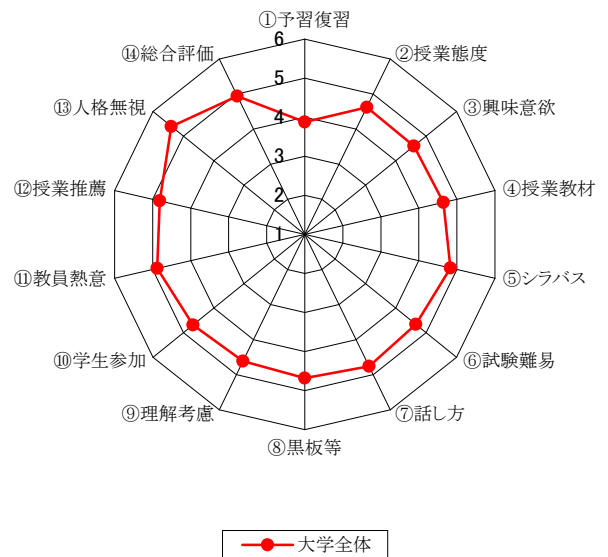 ①予習復習
②授業態度
③興味意欲
④授業教材
⑤シラバス
⑥試験難易
⑦話し方
⑧黒板等
⑨理解考慮
⑩学生参加
⑪教員熱意
⑫授業推薦
⑬人格無視
⑭総合評価
6
5
4
3
2
1
大学全体